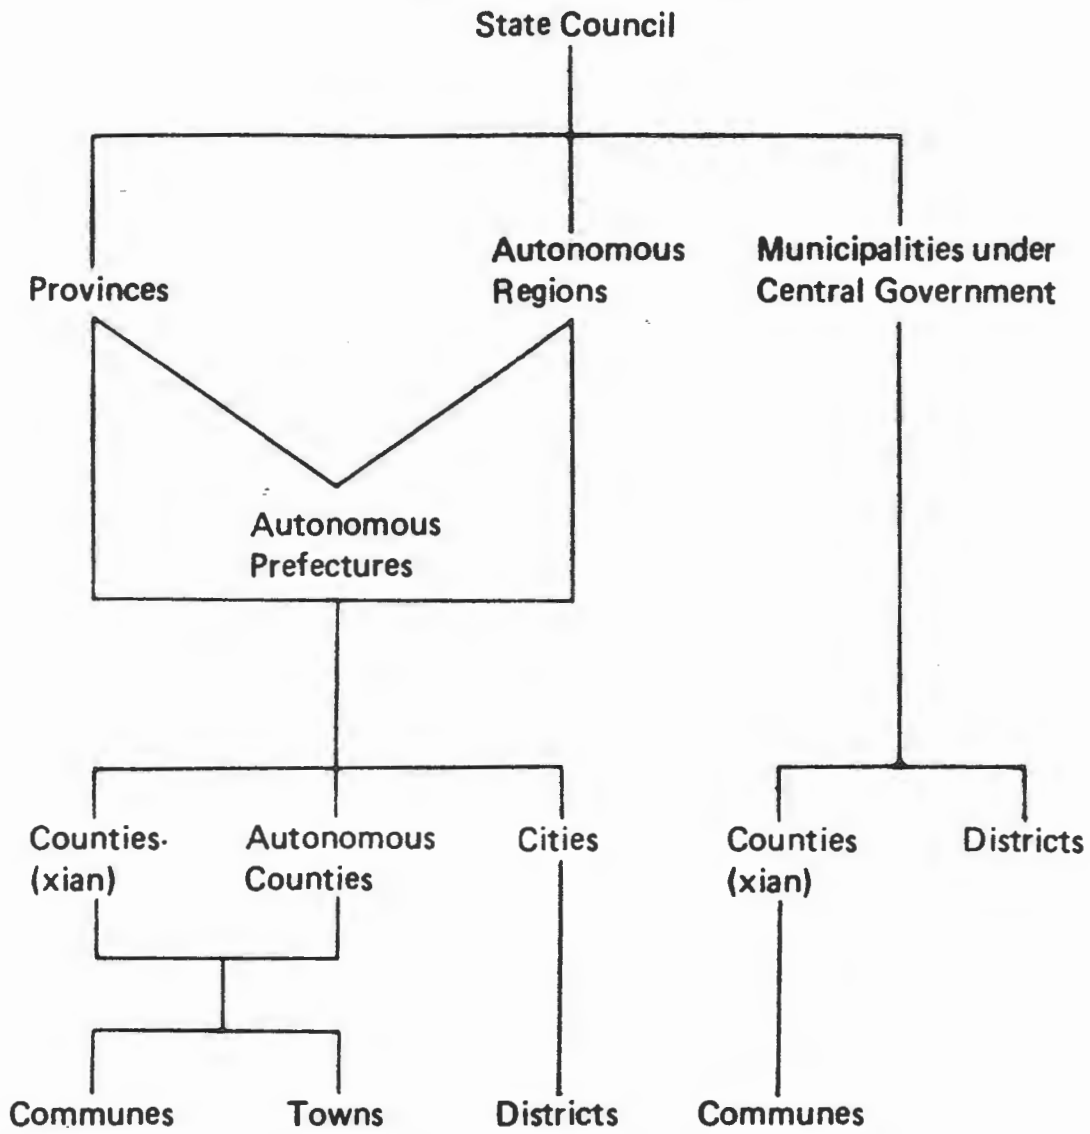 State Council
Provinces
Autonomous
Regions
Municipalities under
Central Government
Autonomous
Prefectures
Counties.
(xian)
Autonomous
Counties
Cities
Counties
(xian)
Districts
Communes
Towns
Districts
Communes